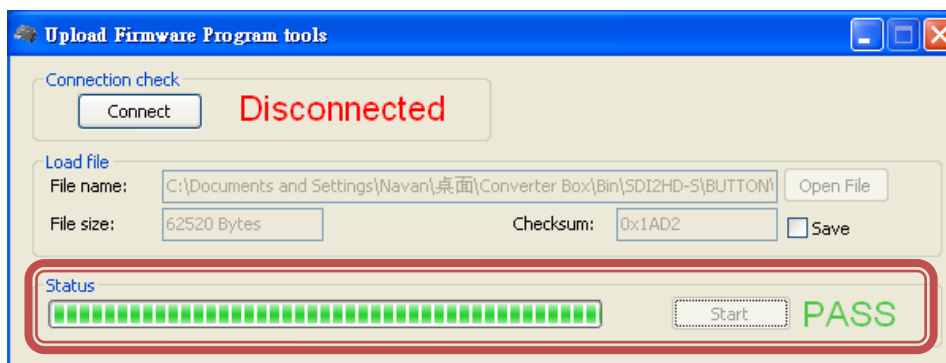 Upload Firmware Program tools
Connection check
Connect Disconnected
Load file
File name: C:\Documents and Settings\Navan\桌面\Converter Box\Bin\SDI2HD-S\BUTTON\ Open File
File size: 62520 Bytes Checksum: 0x1AD2 Save
Status
Start PASS